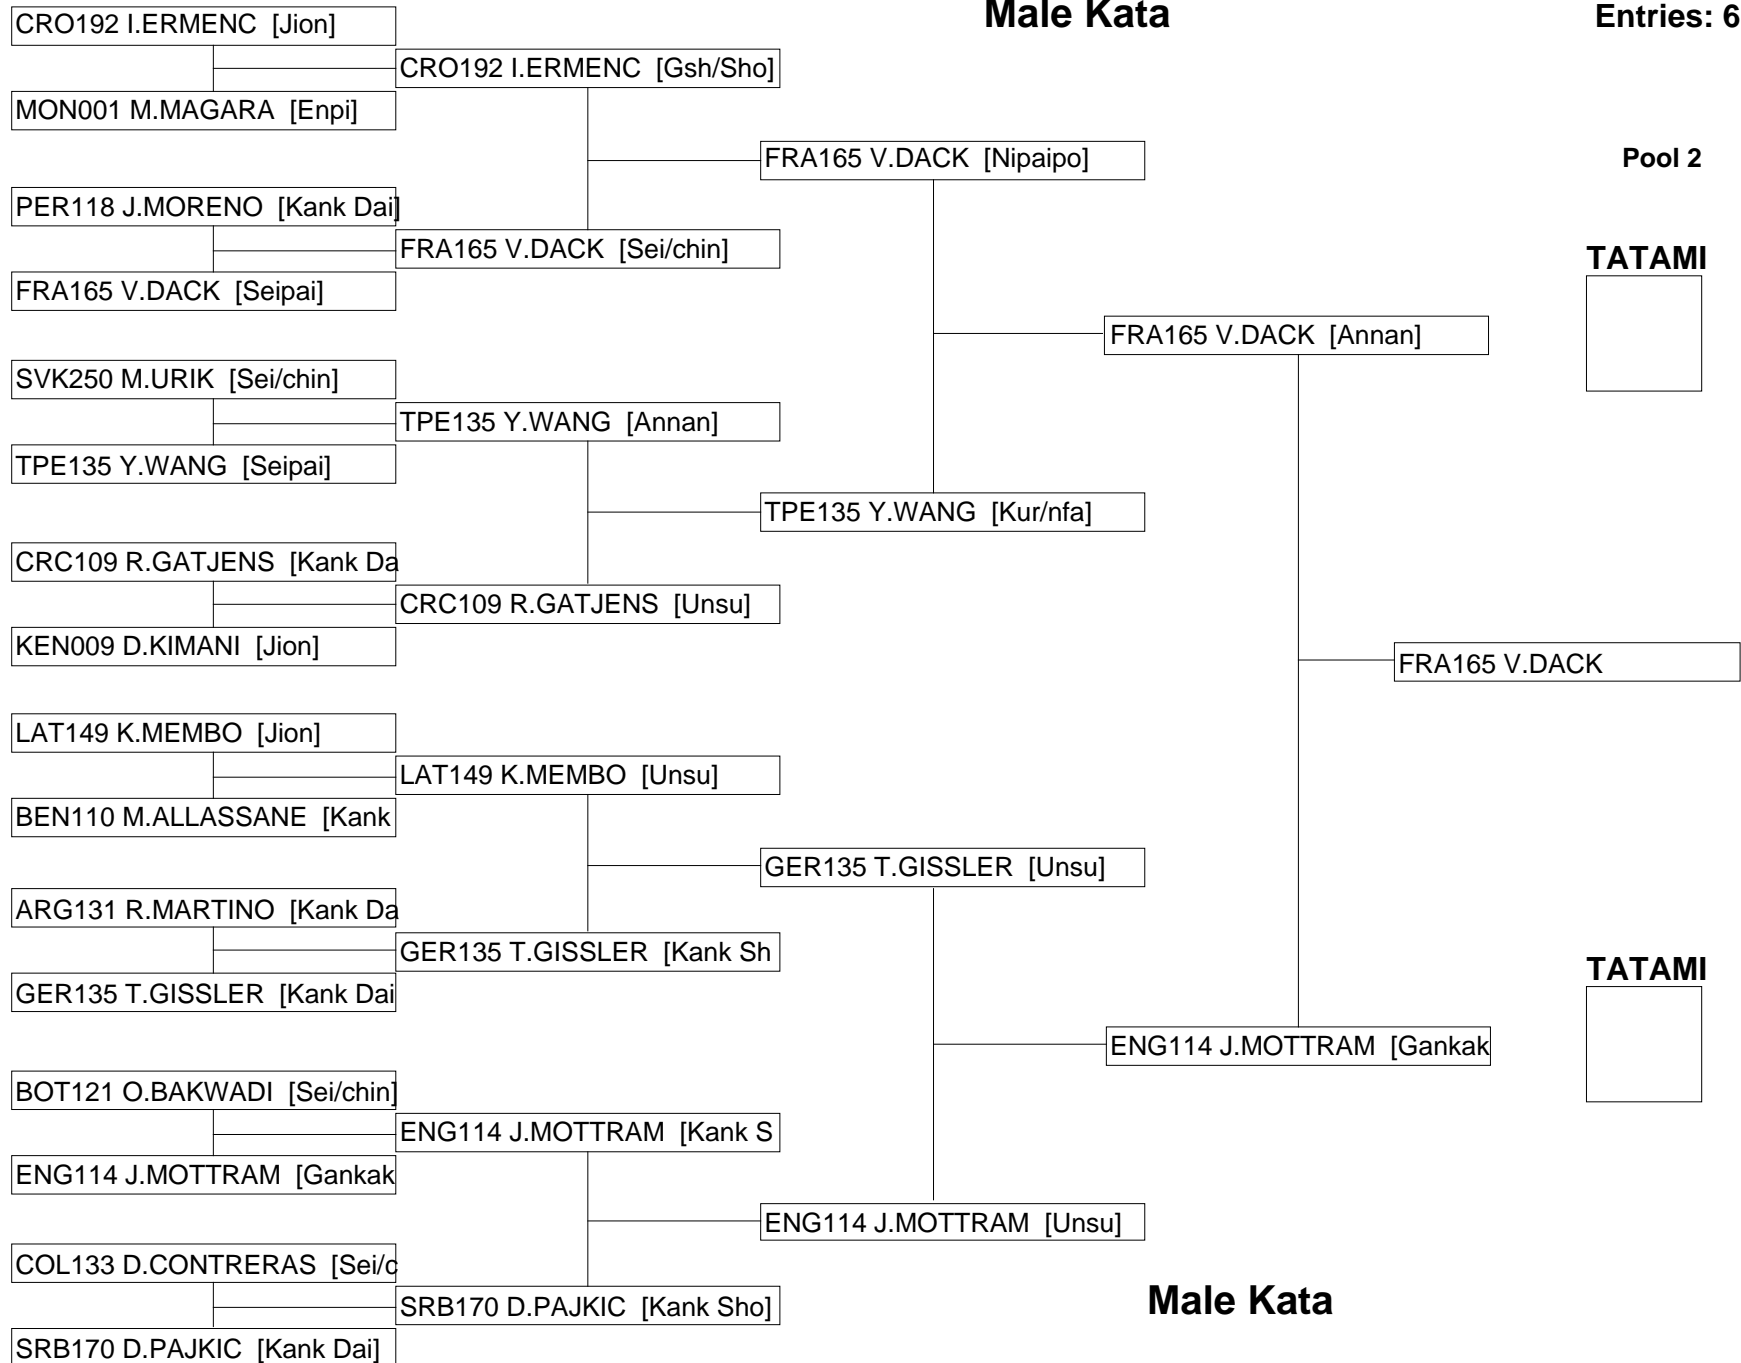 Male Kata
Entries: 6
CRO192 I.ERMENC [Jion]
CRO192 I.ERMENC [Gsh/Sho]
MON001 M.MAGARA [Enpi]
FRA165 V.DACK [Nipaipo]
Pool 2
PER118 J.MORENO [Kank Dai]
FRA165 V.DACK [Sei/chin]
TATAMI
FRA165 V.DACK [Seipai]
FRA165 V.DACK [Annan]
SVK250 M.URIK [Sei/chin]
TPE135 Y.WANG [Annan]
TPE135 Y.WANG [Seipai]
TPE135 Y.WANG [Kur/nfa]
CRC109 R.GATJENS [Kank Da
CRC109 R.GATJENS [Unsu]
KEN009 D.KIMANI [Jion]
FRA165 V.DACK
LAT149 K.MEMBO [Jion]
LAT149 K.MEMBO [Unsu]
BEN110 M.ALLASSANE [Kank
GER135 T.GISSLER [Unsu]
ARG131 R.MARTINO [Kank Da
GER135 T.GISSLER [Kank Sh
TATAMI
GER135 T.GISSLER [Kank Dai
ENG114 J.MOTTRAM [Gankak
BOT121 O.BAKWADI [Sei/chin]
ENG114 J.MOTTRAM [Kank S
ENG114 J.MOTTRAM [Gankak
ENG114 J.MOTTRAM [Unsu]
COL133 D.CONTRERAS [Sei/c
SRB170 D.PAJKIC [Kank Sho]
Male Kata
SRB170 D.PAJKIC [Kank Dai]